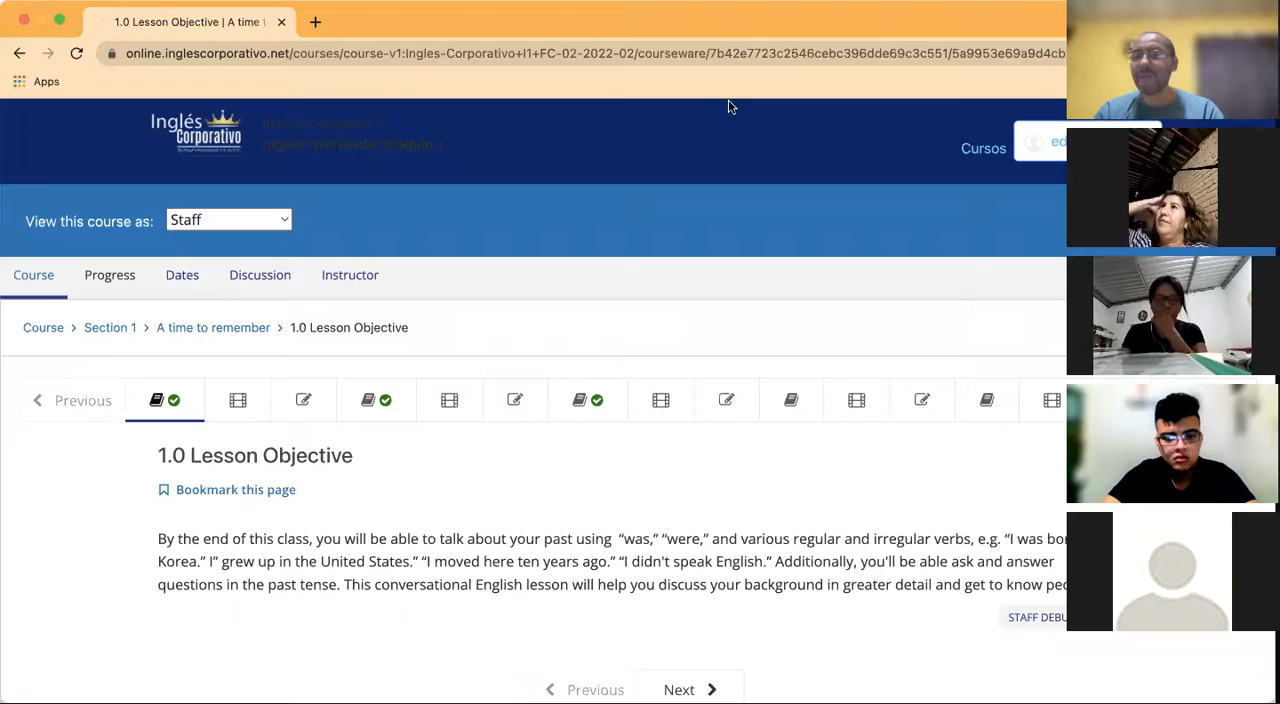 1.0 Lesson Objective | A time
online.inglescorporativo.net/courses/course-v1:Ingles-Corporativo+I1+FC-02-2022-02/courseware/7b42e7723c2546cebc396dde69c3c551/5a9953e69a9d4cb
Apps
Inglés
Corporativo
Cursos
ed
View this course as:
Staff
Course Progress Dates Discussion Instructor
Course > Section 1 > A time to remember > 1.0 Lesson Objective
Previous
1.0 Lesson Objective
Bookmark this page
By the end of this class, you will be able to talk about your past using “was,” “were,” and various regular and irregular verbs, e.g. “I was bo
Korea.” I” grew up in the United States.” “I moved here ten years ago.” “I didn't speak English.” Additionally, you'll be able ask and answer
questions in the past tense. This conversational English lesson will help you discuss your background in greater detail and get to know
STAFF DEBU
Previous Next